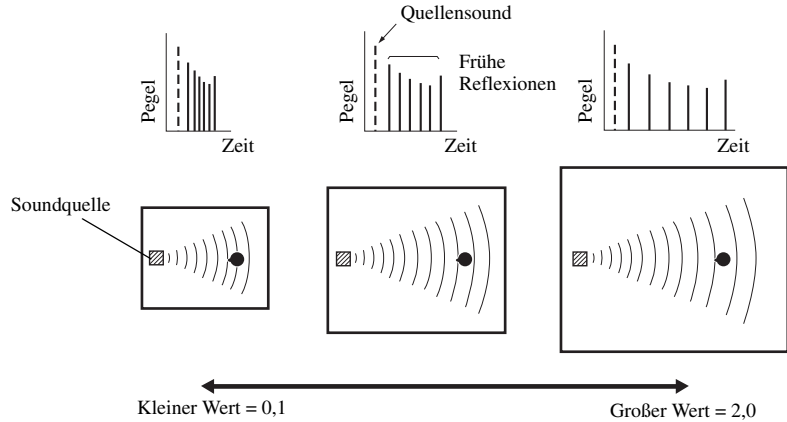 Quellensound
Pegel
Zeit
Pegel
Frühe
Reflexionen
Zeit
Pegel
Zeit
Soundquelle
Kleiner Wert = 0,1
Großer Wert = 2,0